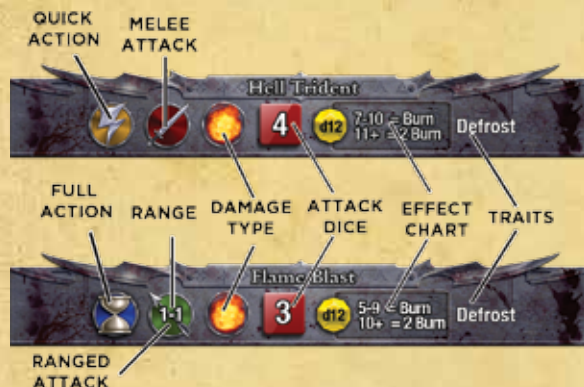 QUICK
ACTION
MELEE
ATTACK
Hell Trident
4
d12
7-10 = Burn
11+ = 2 Burn
Defrost
FULL
ACTION
RANGE
DAMAGE
TYPE
ATTACK
DICE
EFFECT
CHART
TRAITS
Flame Blast
1-1
3
d12
5-9 = Burn
10+ = 2 Burn
Defrost
RANGED
ATTACK